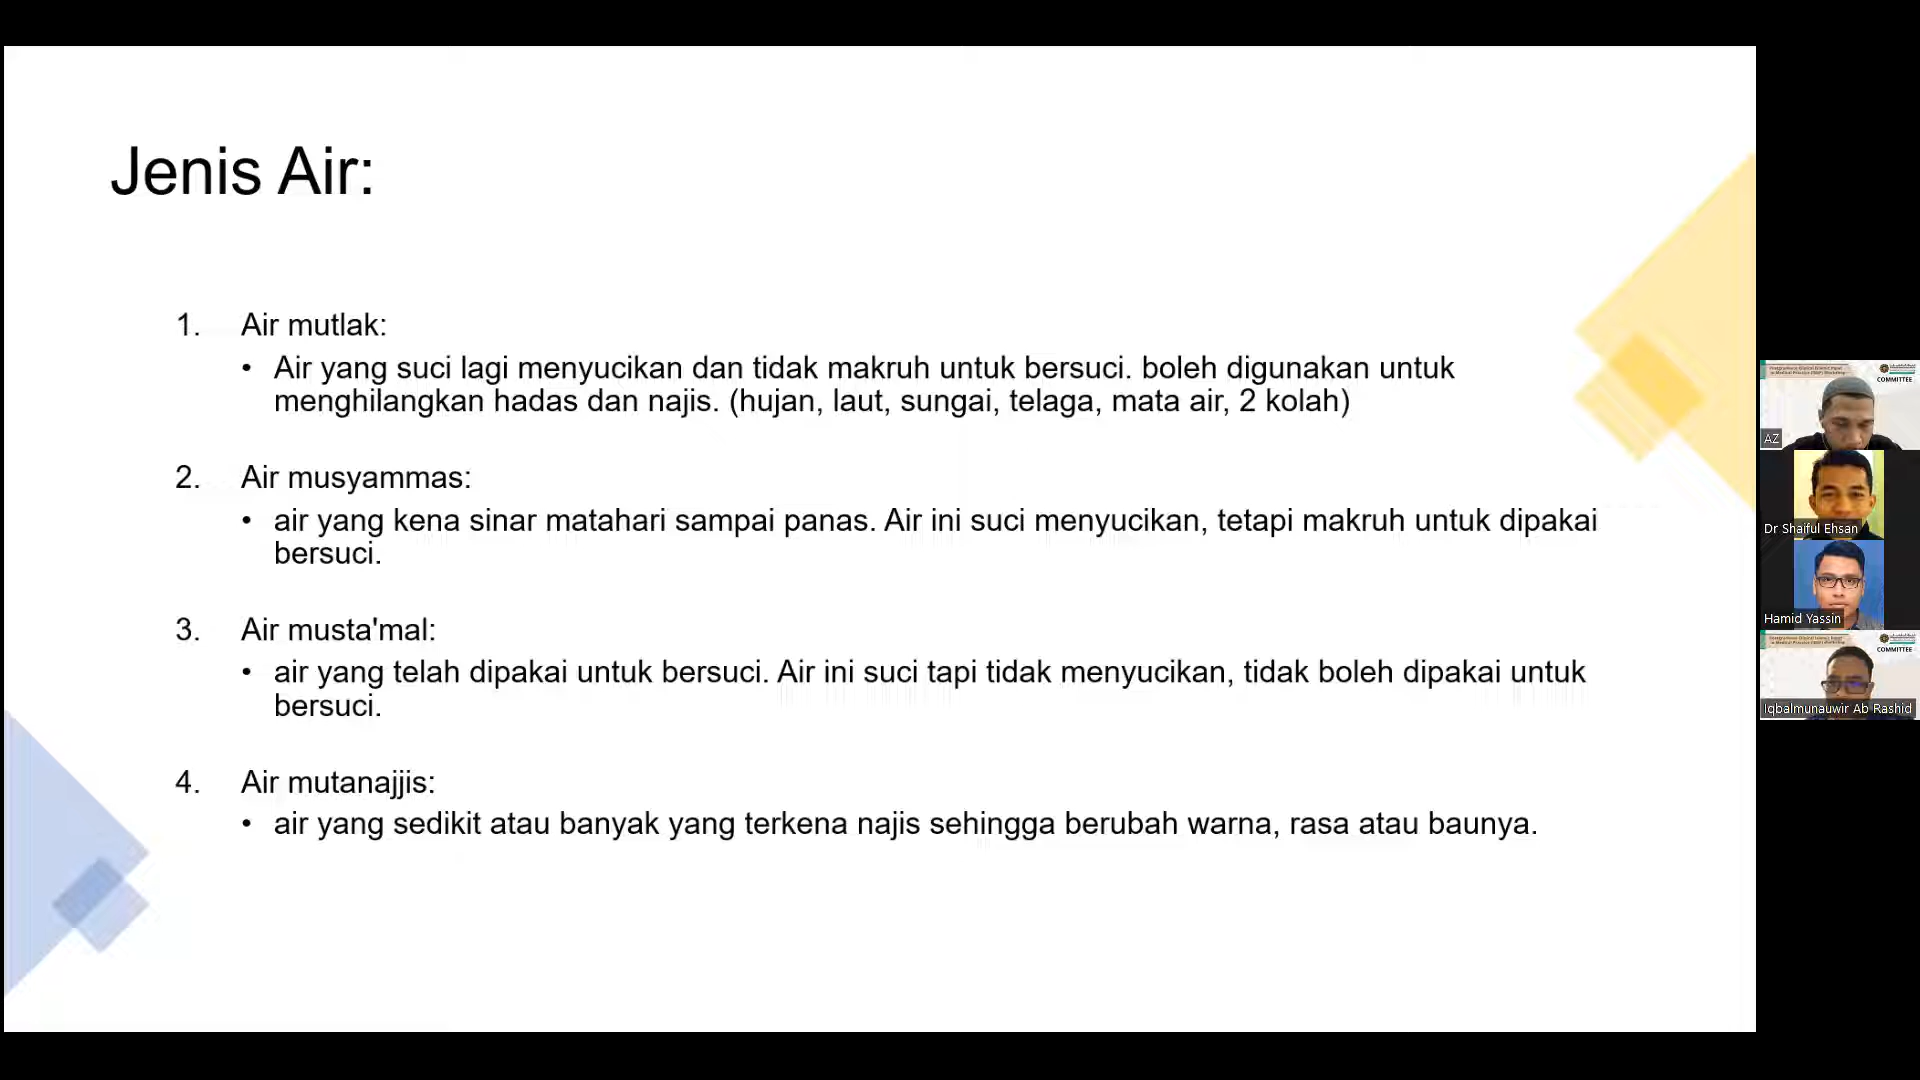 Jenis Air:
1. Air mutlak:
• Air yang suci lagi menyucikan dan tidak makruh untuk bersuci. boleh digunakan untuk
menghilangkan hadas dan najis. (hujan, laut, sungai, telaga, mata air, 2 kolah)
2. Air musyammas:
• air yang kena sinar matahari sampai panas. Air ini suci menyucikan, tetapi makruh untuk dipakai
bersuci.
3. Air musta'mal:
• air yang telah dipakai untuk bersuci. Air ini suci tapi tidak menyucikan, tidak boleh dipakai untuk
bersuci.
4. Air mutanajjis:
• air yang sedikit atau banyak yang terkena najis sehingga berubah warna, rasa atau baunya.
COMMITTEE
AZ
Dr Shaiful Ehsan
Hamid Yassin
COMMITTEE
Iqbalmunauwir Ab Rashid